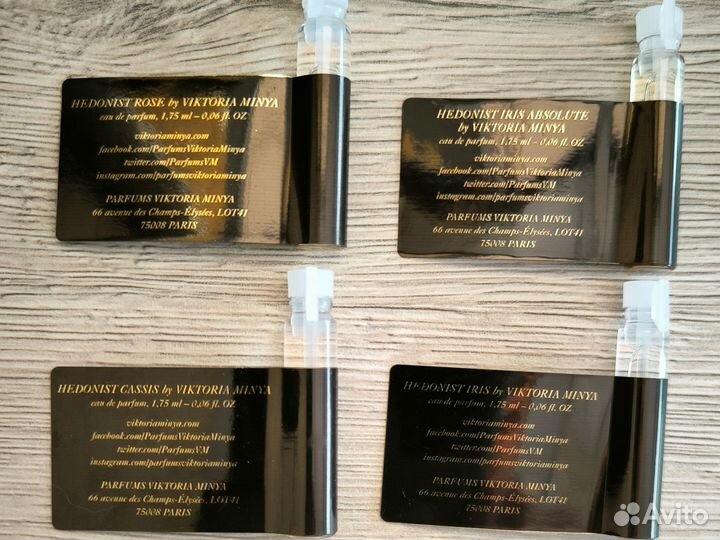 HEDONIST ROSE by VIKTORIA MINYA
eau de parfum, 1,75 ml – 0,06 fl. OZ
viktoriaminya.com
facebook.com/ParfumsViktoriaMinya
twitter.com/ParfumsVM
instagram.com/parfumsviktoriaminya
PARFUMS VIKTORIA MINYA
66 avenue des Champs-Élysées, LOT41
75008 PARIS
HEDONIST IRIS ABSOLUTE
by VIKTORIA MINYA
eau de parfum, 1,75 ml – 0,06 fl. OZ
viktoriaminya.com
facebook.com/ParfumsViktoriaMinya
twitter.com/ParfumsVM
instagram.com/parfumsviktoriaminya
PARFUMS VIKTORIA MINYA
66 avenue des Champs-Élysées, LOT41
75008 PARIS
HEDONIST CASSIS by VIKTORIA MINYA
eau de parfum, 1,75 ml – 0,06 fl. OZ
viktoriaminya.com
facebook.com/ParfumsViktoriaMinya
twitter.com/ParfumsVM
instagram.com/parfumsviktoriaminya
PARFUMS VIKTORIA MINYA
66 avenue des Champs-Élysées, LOT41
75008 PARIS
HEDONIST IRIS by VIKTORIA MINYA
eau de parfum, 1,75 ml – 0,06 fl. OZ
viktoriaminya.com
facebook.com/ParfumsViktoriaMinya
twitter.com/ParfumsVM
instagram.com/parfumsviktoriaminya
PARFUMS VIKTORIA MINYA
66 avenue des Champs-Élysées, LOT41
75008 PARIS
Avito